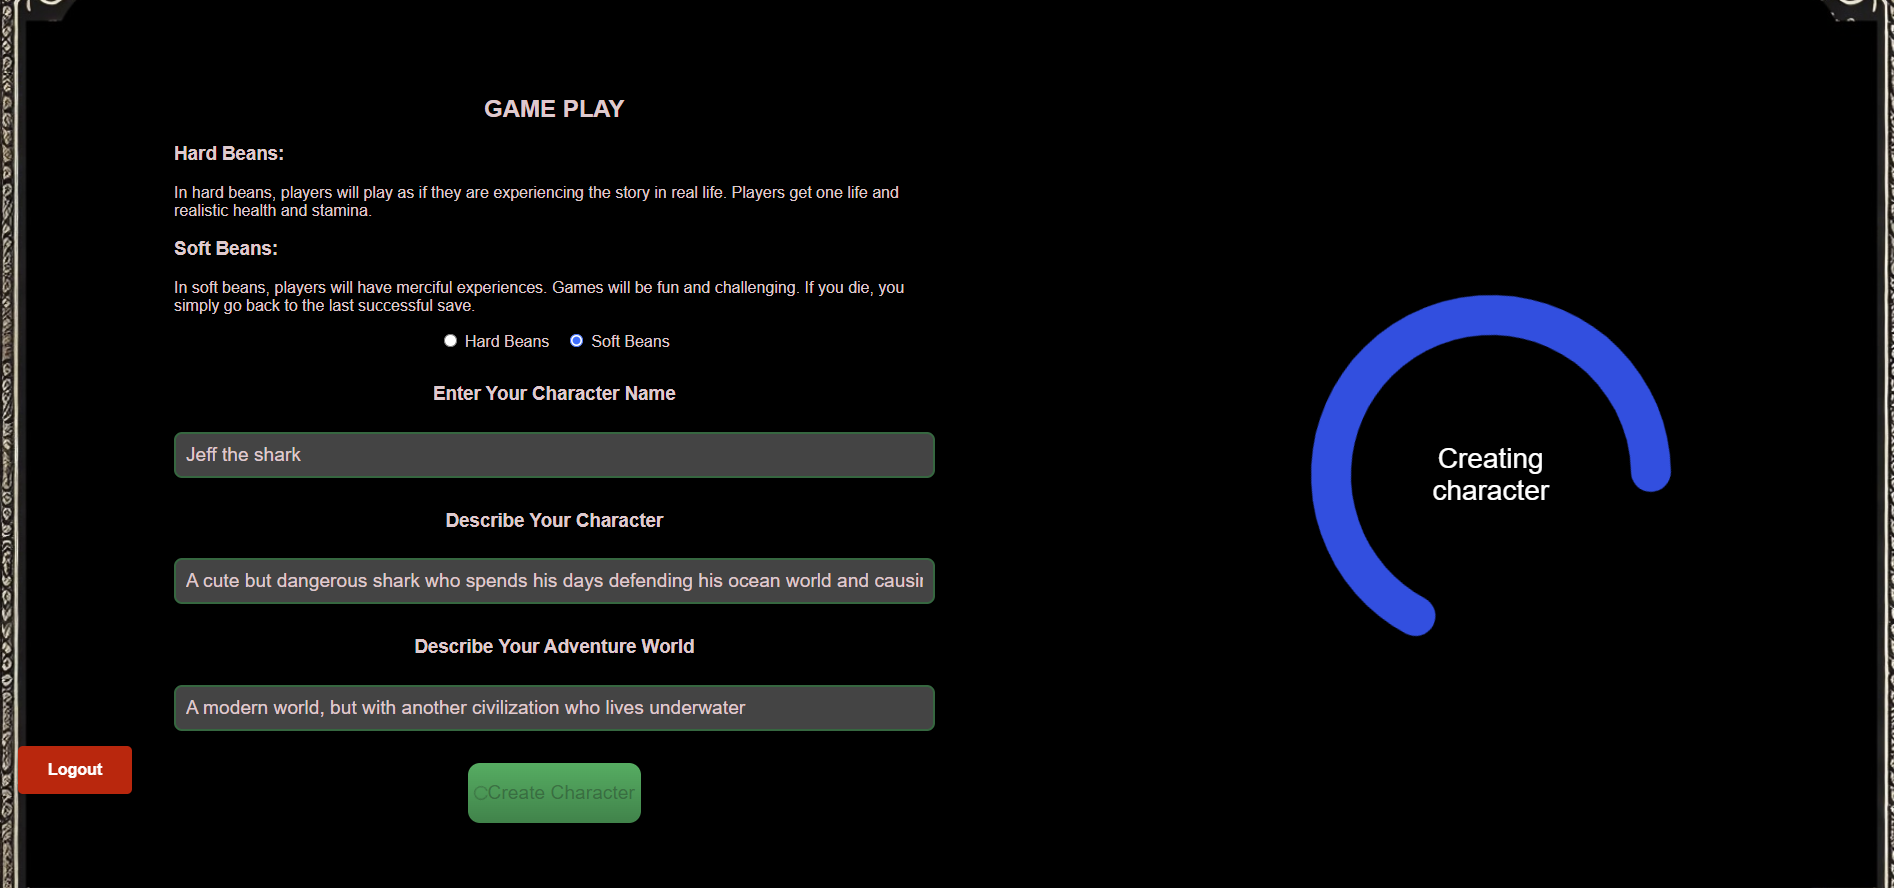 GAME PLAY
Hard Beans:
In hard beans, players will play as if they are experiencing the story in real life. Players get one life and
realistic health and stamina.
Soft Beans:
In soft beans, players will have merciful experiences. Games will be fun and challenging. If you die, you
simply go back to the last successful save.
Hard Beans Soft Beans
Enter Your Character Name
Jeff the shark
Describe Your Character
A cute but dangerous shark who spends his days defending his ocean world and
Describe Your Adventure World
A modern world, but with another civilization who lives underwater
Create Character
Logout
Creating
character